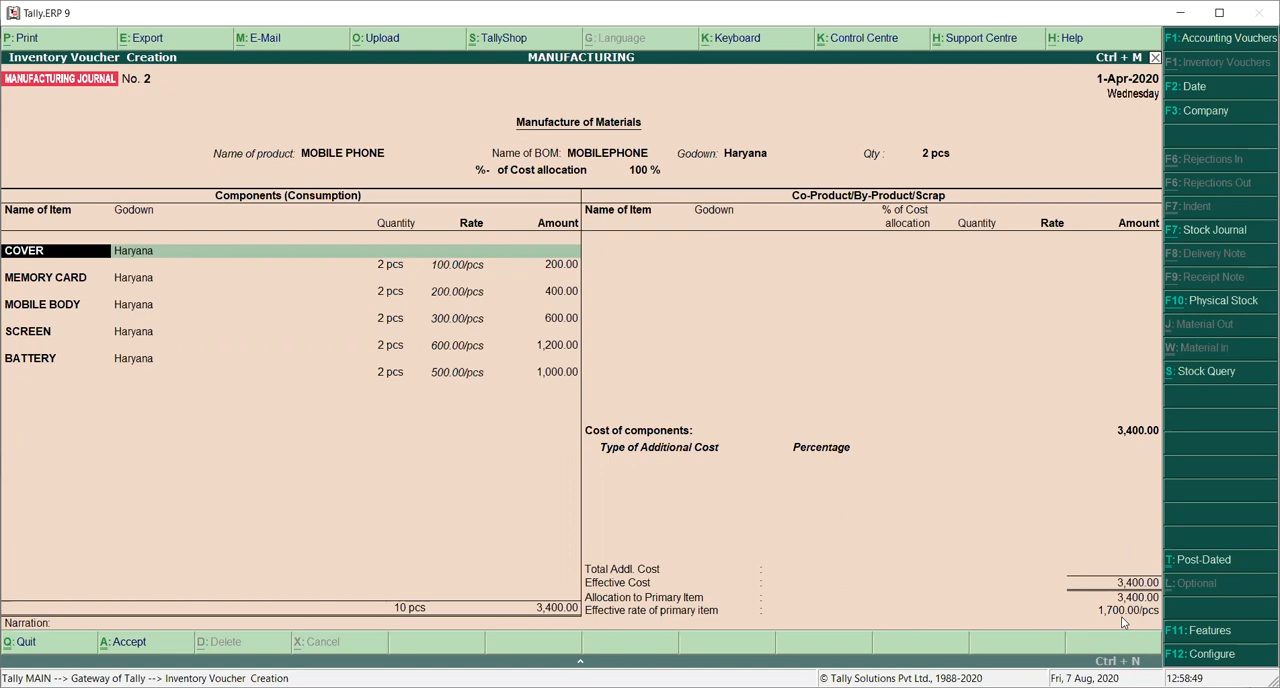 Tally.ERP 9
P: Print E: Export M: E-Mail O: Upload S: TallyShop G: Language K: Keyboard K: Control Centre H: Support Centre H: Help
Inventory Voucher Creation MANUFACTURING Ctrl + M
MANUFACTURING JOURNAL No. 2 1-Apr-2020
Wednesday
Manufacture of Materials
Name of product: MOBILE PHONE Name of BOM: MOBILEPHONE Godown: Haryana Qty : 2 pcs
%- of Cost allocation 100 %
Components (Consumption) Co-Product/By-Product/Scrap
Name of Item Godown Name of Item Godown % of Cost
Quantity Rate Amount allocation Quantity Rate Amount
COVER Haryana
2 pcs 100.00/pcs 200.00
MEMORY CARD Haryana
2 pcs 200.00/pcs 400.00
MOBILE BODY Haryana
2 pcs 300.00/pcs 600.00
SCREEN Haryana
2 pcs 600.00/pcs 1,200.00
BATTERY Haryana
2 pcs 500.00/pcs 1,000.00
Cost of components: 3,400.00
Type of Additional Cost Percentage
Total Addl. Cost :
Effective Cost : 3,400.00
Allocation to Primary Item : 3,400.00
10 pcs 3,400.00 Effective rate of primary item : 1,700.00/pcs
Narration:
Q: Quit A: Accept D: Delete X: Cancel
Ctrl + N
F1: Accounting Vouchers
F1: Inventory Vouchers
F2: Date
F3: Company
F6: Rejections In
F6: Rejections Out
F7: Indent
F7: Stock Journal
F8: Delivery Note
F9: Receipt Note
F10: Physical Stock
J: Material Out
W: Material In
S: Stock Query
T: Post-Dated
L: Optional
F11: Features
F12: Configure
Tally MAIN --> Gateway of Tally --> Inventory Voucher Creation © Tally Solutions Pvt Ltd., 1988-2020 Fri, 7 Aug, 2020 12:58:49